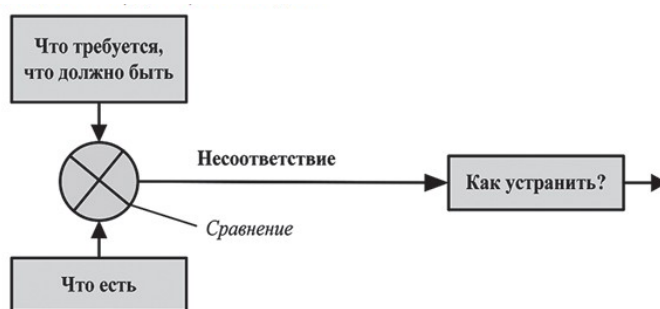 Что требуется,
что должно быть
Несоответствие
Как устранить?
Сравнение
Что есть